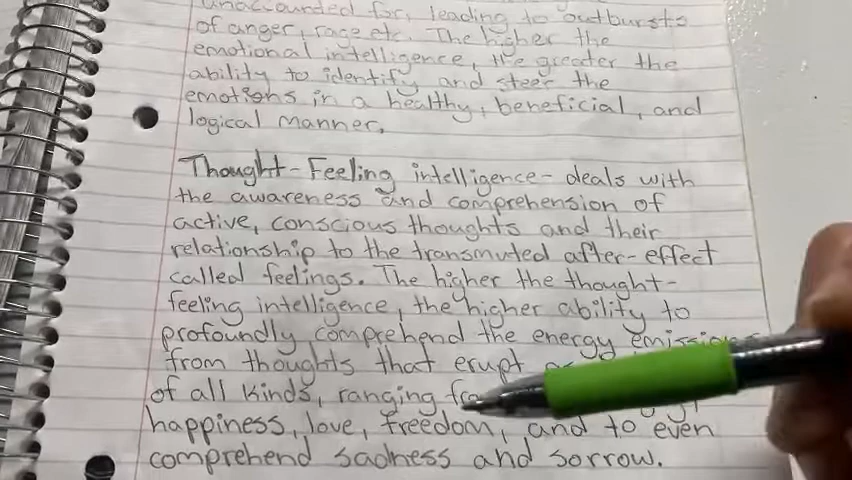 unaccounted for, leading to outbursts
of anger, rage etc. The higher the
emotional intelligence, the greater the
ability to identify and steer the
emotions in a healthy, beneficial, and
logical manner.
Thought-Feeling intelligence- deals with
the awareness and comprehension of
active, conscious thoughts and their
relationship to the transmuted after-effect
called feelings. The higher the thought-
feeling intelligence, the higher ability to
profoundly comprehend the energy emissions
from thoughts that erupt
of all kinds, ranging
happiness, love, freedom, and to even
comprehend sadness and sorrow.